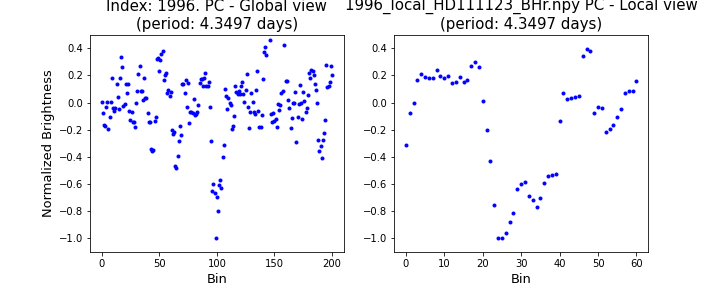 Index: 1996. PC - Global view
(period: 4.3497 days)
1996_local_HD111123_BHr.npy PC - Local view
(period: 4.3497 days)
Normalized Brightness
0.4
0.2
0.0
−0.2
−0.4
−0.6
−0.8
−1.0
0 50 100 150 200
Bin
0.4
0.2
0.0
−0.2
−0.4
−0.6
−0.8
−1.0
0 10 20 30 40 50 60
Bin